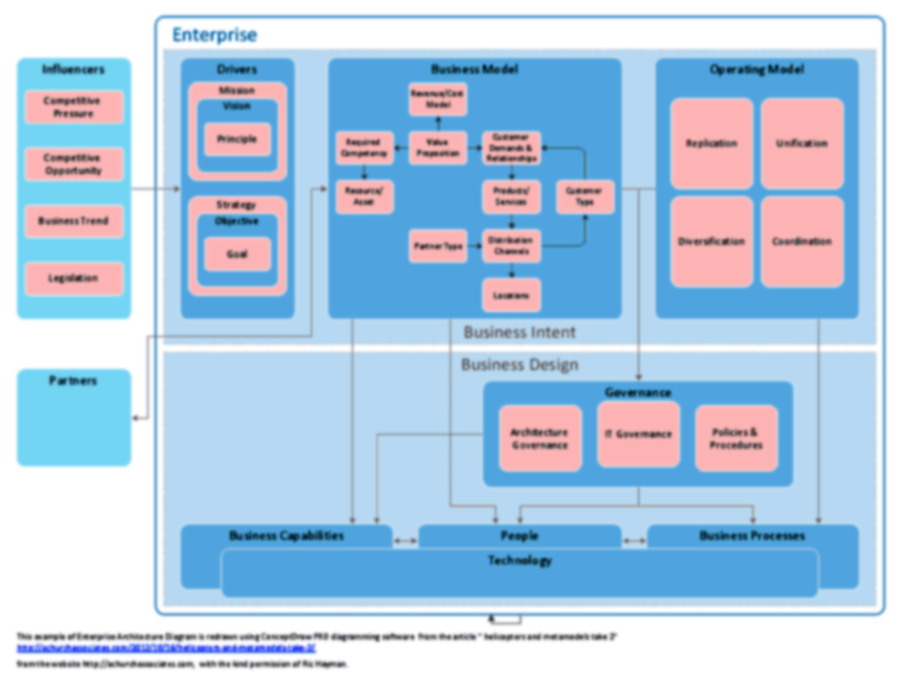 Enterprise
Influencers
Competitive
Pressure
Competitive
Opportunity
Business Trend
Legislation
Partners
Drivers
Mission
Vision
Principle
Strategy
Objective
Goal
Business Model
Revenue/Cost
Model
Required
Competency
Value
Proposition
Customer
Demands &
Relationships
Resource/
Asset
Products/
Services
Customer
Type
Partner Type
Distribution
Channels
Locations
Operating Model
Replication
Unification
Diversification
Coordination
Business Intent
Business Design
Governance
Architecture
Governance
IT Governance
Policies &
Procedures
Business Capabilities
People
Business Processes
Technology
This example of Enterprise Architecture Diagram is redrawn using ConceptDraw PRO diagramming software from the article " helicopters and metamodels take 2"
from the website http://achurchassociates.com, with the kind permission of Ric Hayman.